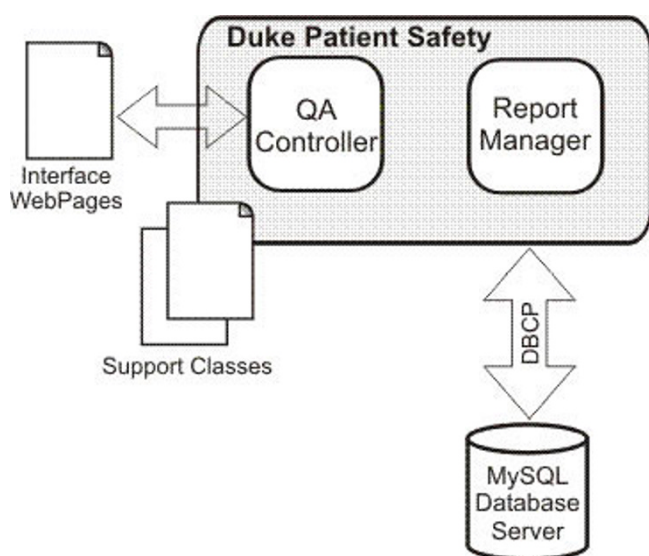 Duke Patient Safety
QA
Controller
Report
Manager
Interface
WebPages
Support Classes
DBCP
MySQL
Database
Server